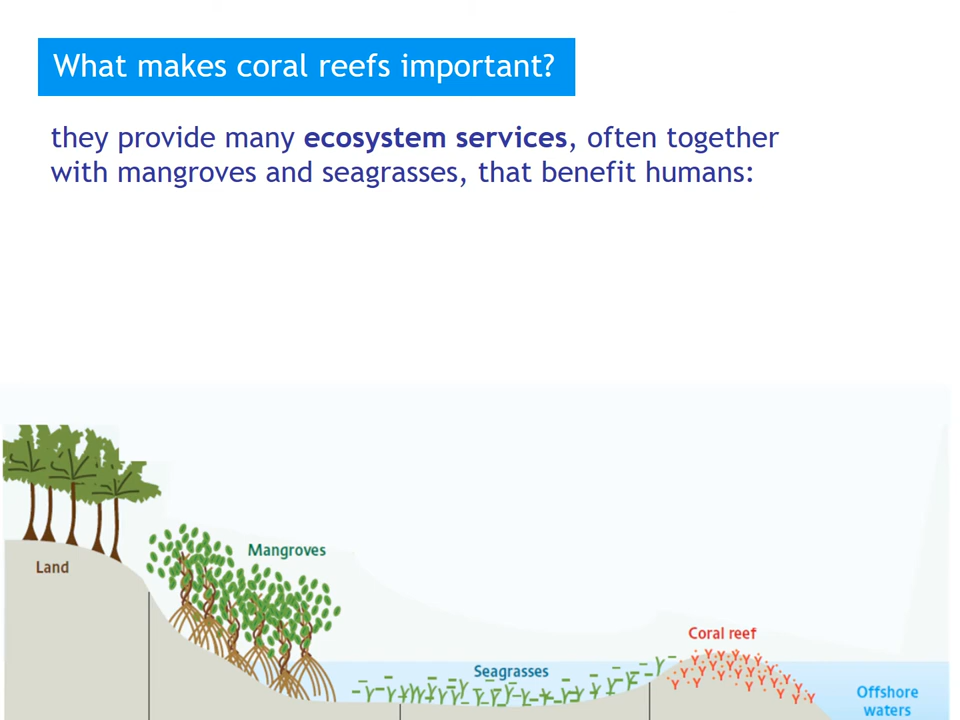 What makes coral reefs important?
they provide many ecosystem services, often together
with mangroves and seagrasses, that benefit humans:
Mangroves
Land
Coral reef
Seagrasses
Offshore
waters